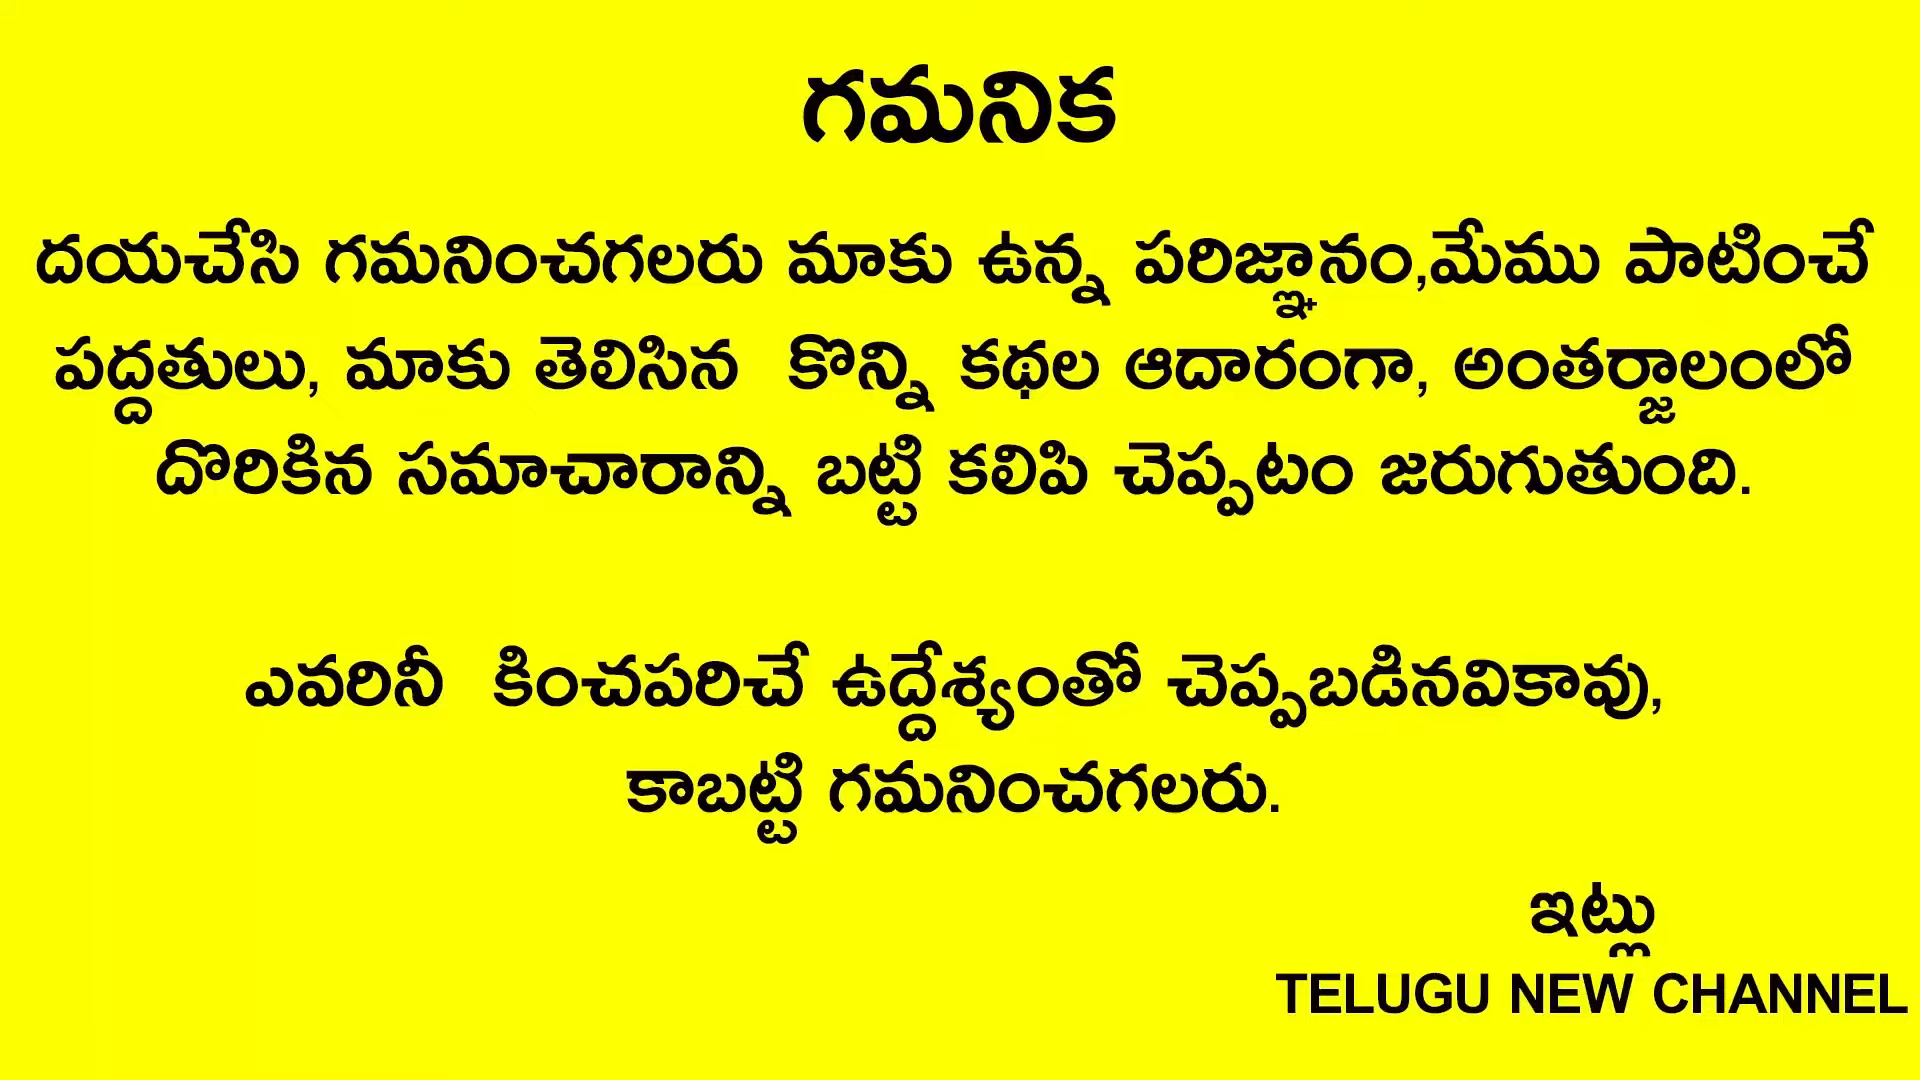 గమనిక
దయచేసి గమనించగలరు మాకు ఉన్న పరిజ్ఞానం,మేము పాటించే
పద్దతులు, మాకు తెలిసిన కొన్ని కథల ఆదారంగా, అంతర్జాలంలో
దొరికిన సమాచారాన్ని బట్టి కలిపి చెప్పటం జరుగుతుంది.
ఎవరినీ కించపరిచే ఉద్దేశ్యంతో చెప్పబడినవికావు,
కాబట్టి గమనించగలరు.
ఇట్లు
TELUGU NEW CHANNEL